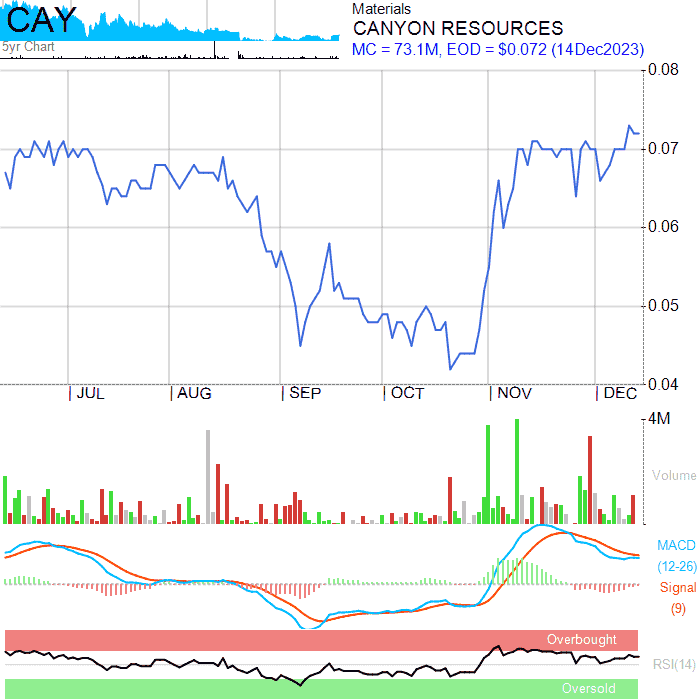 CAY
5yr Chart
Materials
CANYON RESOURCES
MC = 73.1M, EOD = $0.072 (14Dec2023)
0.08
0.07
0.06
0.05
0.04
JUL
AUG
SEP
OCT
NOV
DEC
4M
Volume
MACD
(12-26)
Signal
(9)
Overbought
RSI(14)
Oversold